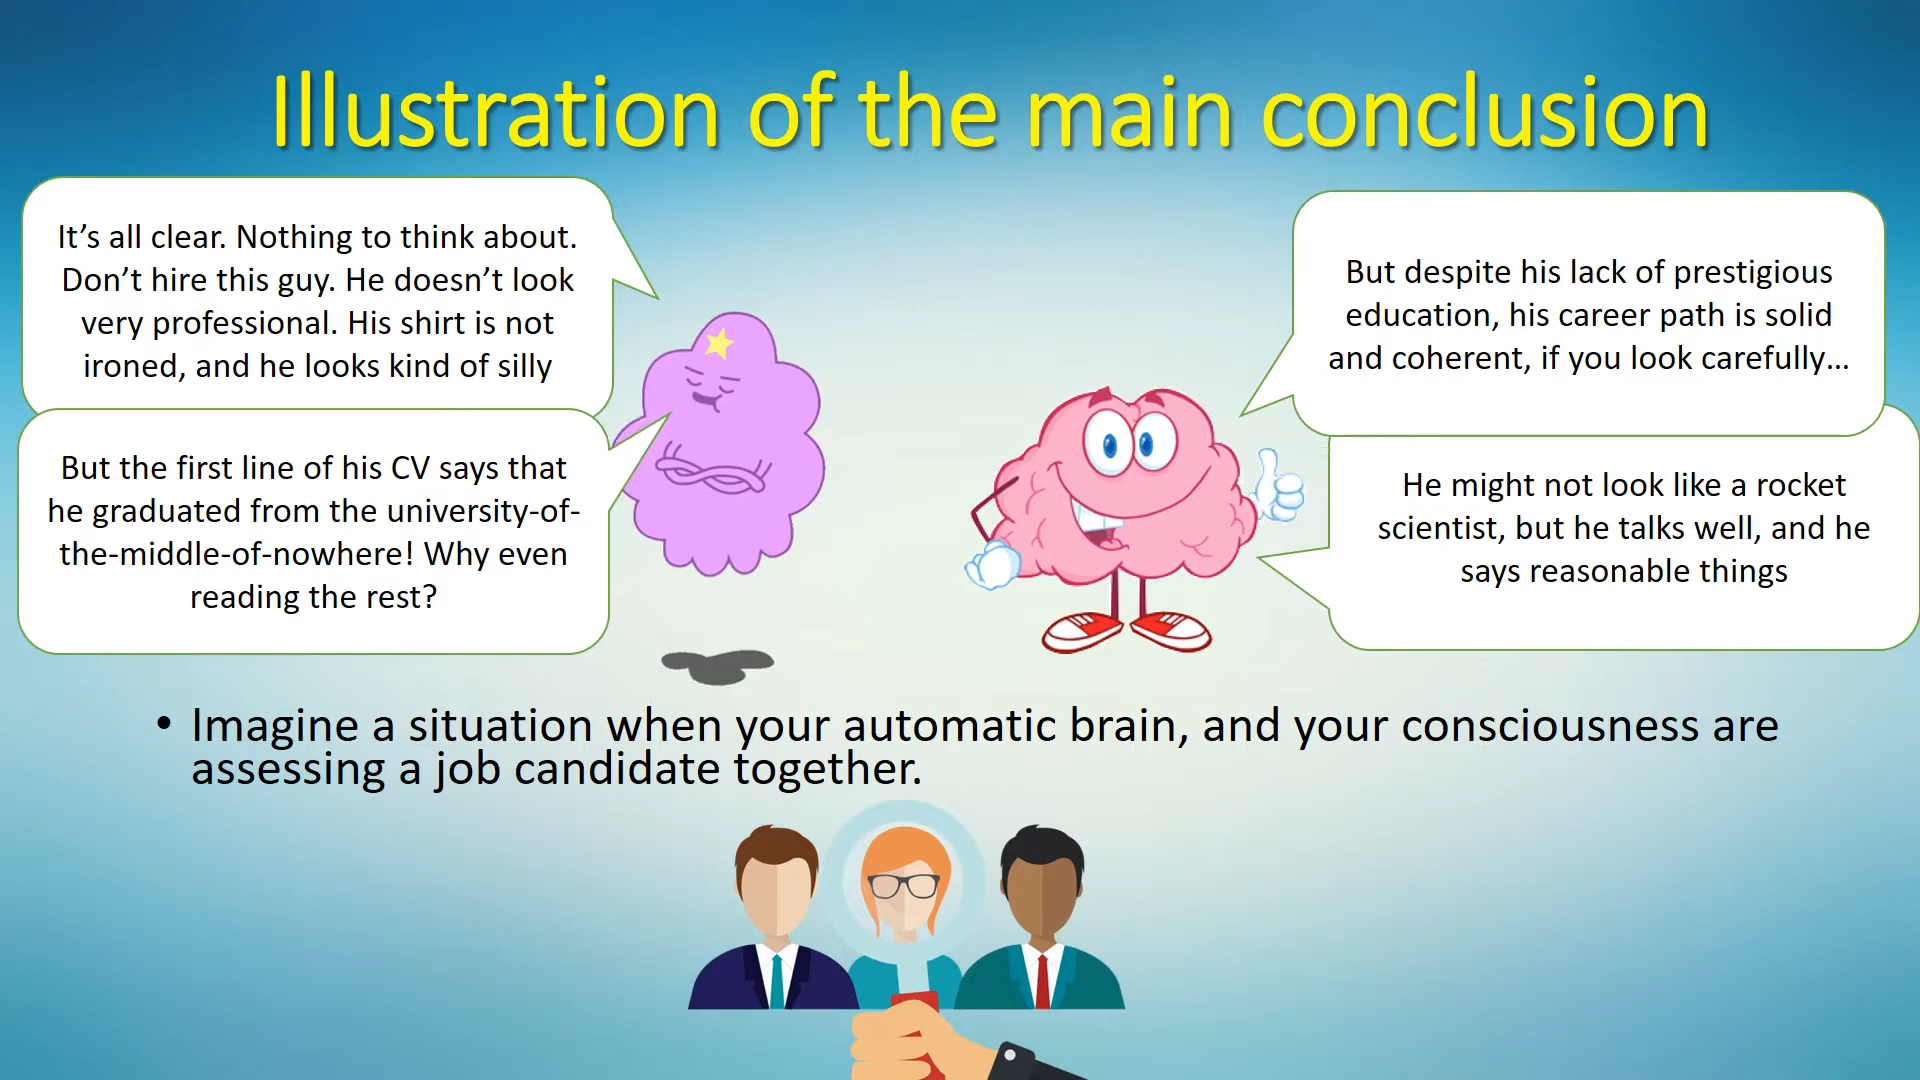 Illustration of the main conclusion
It’s all clear. Nothing to think about.
Don’t hire this guy. He doesn’t look
very professional. His shirt is not
ironed, and he looks kind of silly
But the first line of his CV says that
he graduated from the university-of-
the-middle-of-nowhere! Why even
reading the rest?
But despite his lack of prestigious
education, his career path is solid
and coherent, if you look carefully...
He might not look like a rocket
scientist, but he talks well, and he
says reasonable things
• Imagine a situation when your automatic brain, and your consciousness are
assessing a job candidate together.